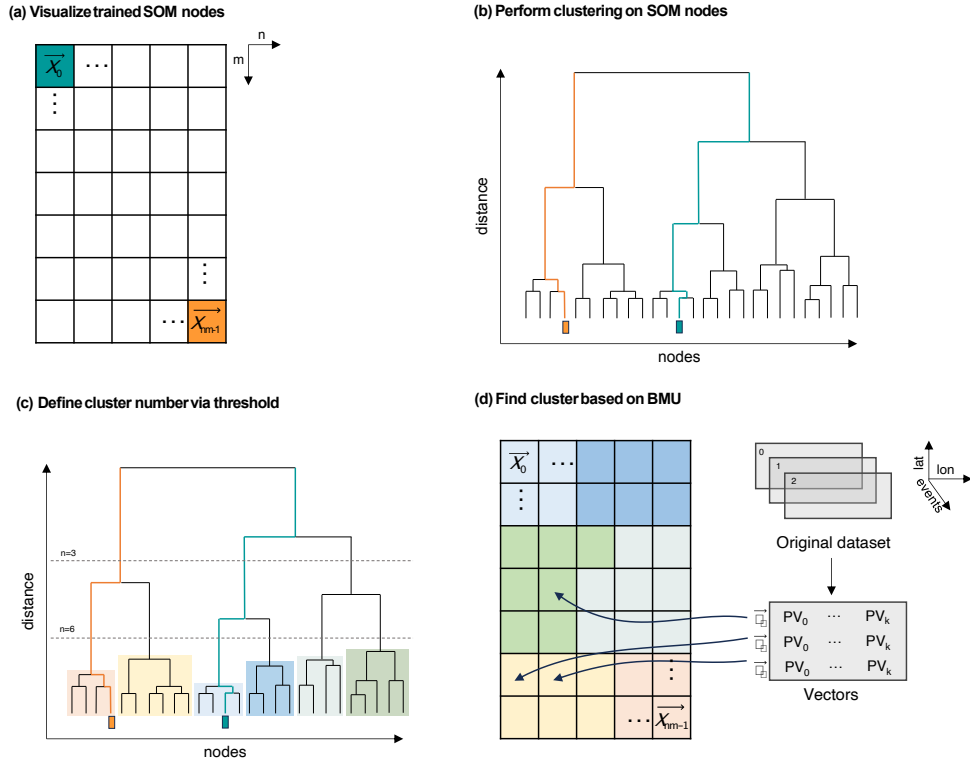 (a) Visualize trained SOM nodes
n
m
X0 ...
⋮
⋮
... Xnm-1
(b) Perform clustering on SOM nodes
distance
nodes
(c) Define cluster number via threshold
n=3
n=6
distance
nodes
(d) Find cluster based on BMU
X0 ...
⋮
⋮
... Xnm-1
0
1
2
lat
lon
events
Original dataset
PV0 ... PVk
PV0 ... PVk
PV0 ... PVk
Vectors